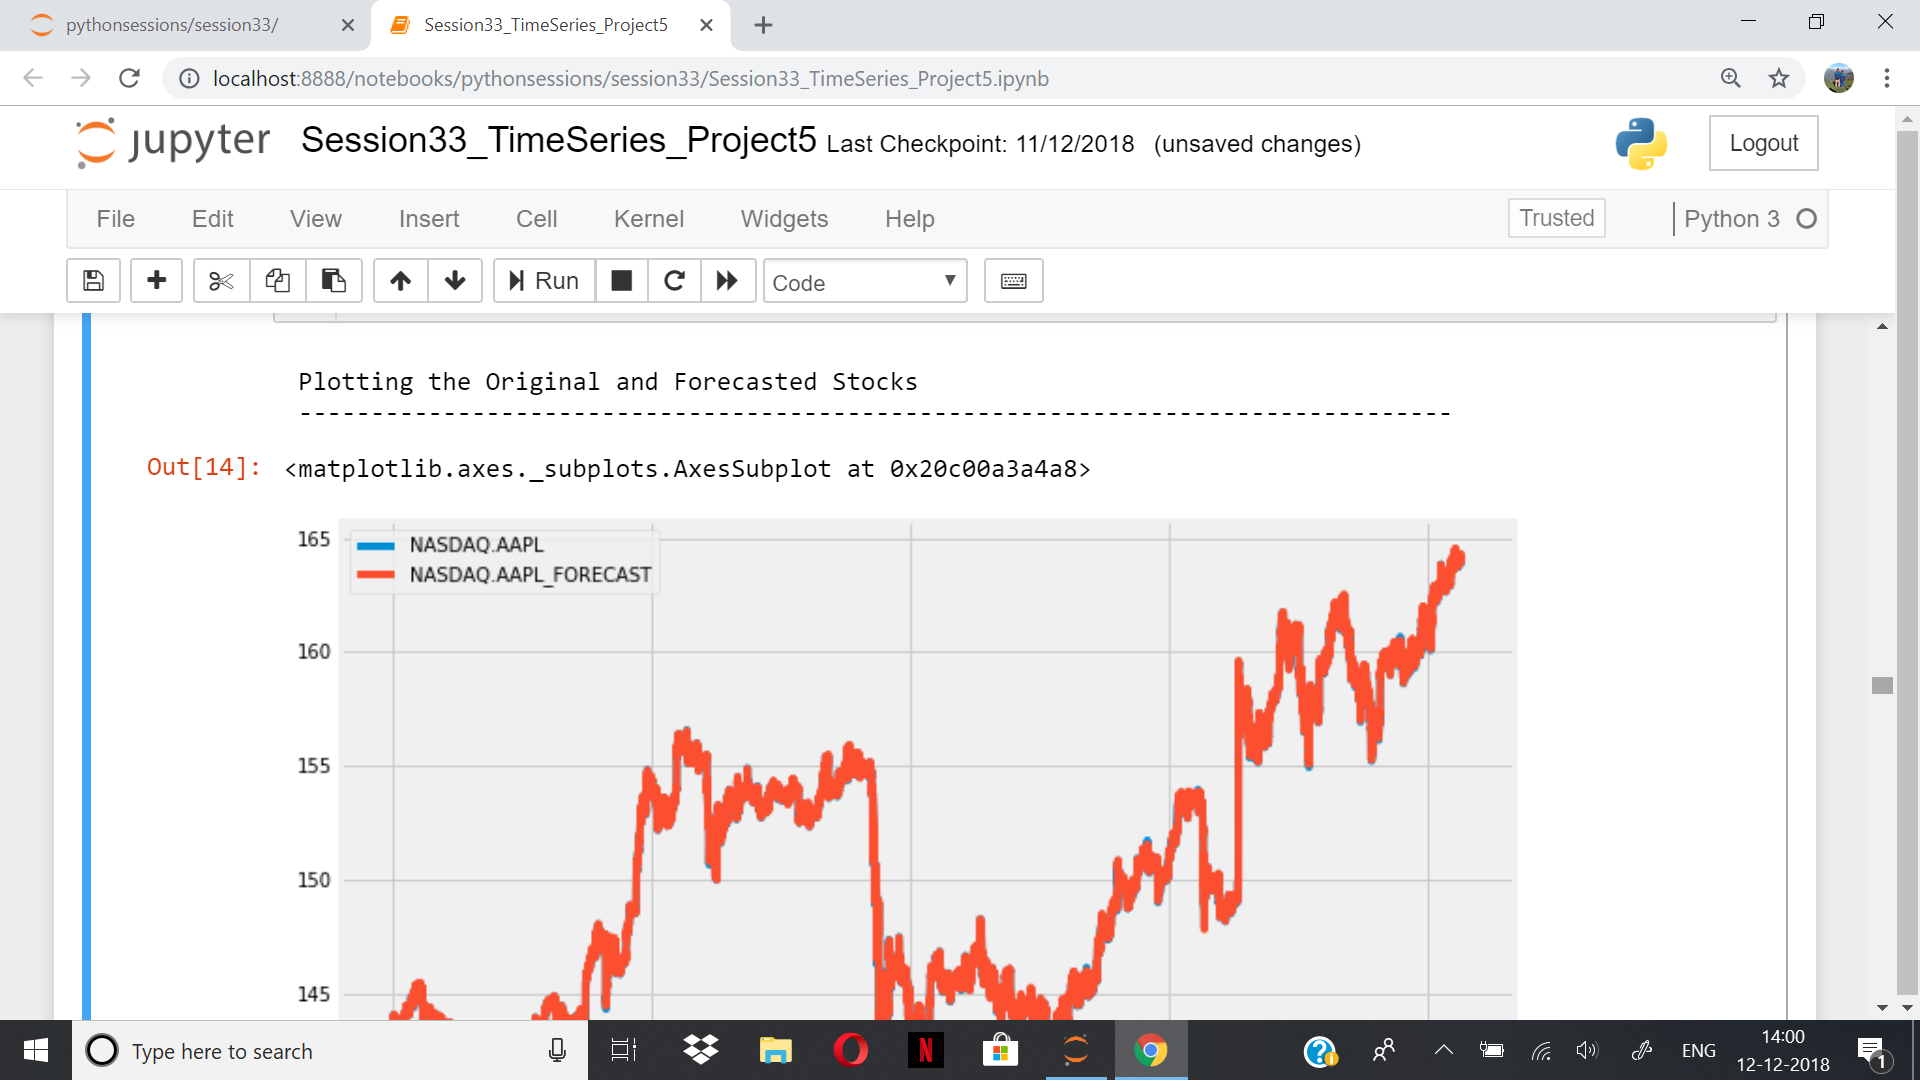 pythonsessions/session33/
Session33_TimeSeries_Project5
localhost:8888/notebooks/pythonsessions/session33/Session33_TimeSeries_Project5.ipynb
jupyter Session33_TimeSeries_Project5 Last Checkpoint: 11/12/2018 (unsaved changes)
Logout
File Edit View Insert Cell Kernel Widgets Help
Trusted
Python 3
Run
Code
Plotting the Original and Forecasted Stocks
--------------------------------------------------------------------------------
Out[14]: <matplotlib.axes._subplots.AxesSubplot at 0x20c00a3a4a8>
165
NASDAQ.AAPL
NASDAQ.AAPL_FORECAST
160
155
150
145
Type here to search
N
ENG
14:00
12-12-2018
1